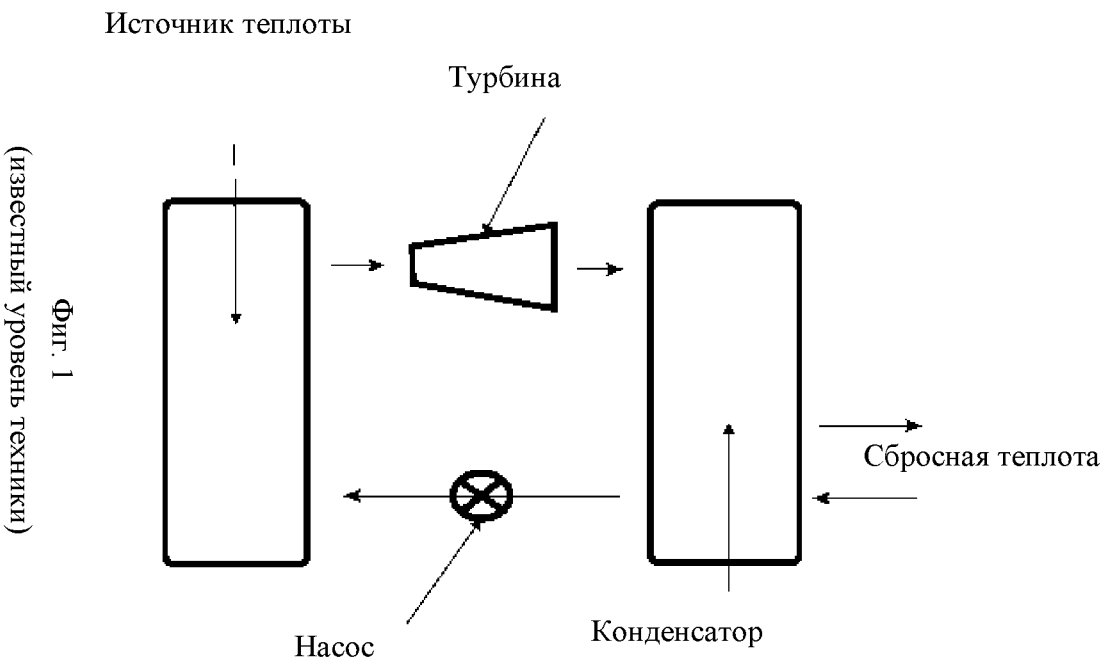 Источник теплоты
Турбина
Фиг. 1
(известный уровень техники)
Сбросная теплота
Насос
Конденсатор